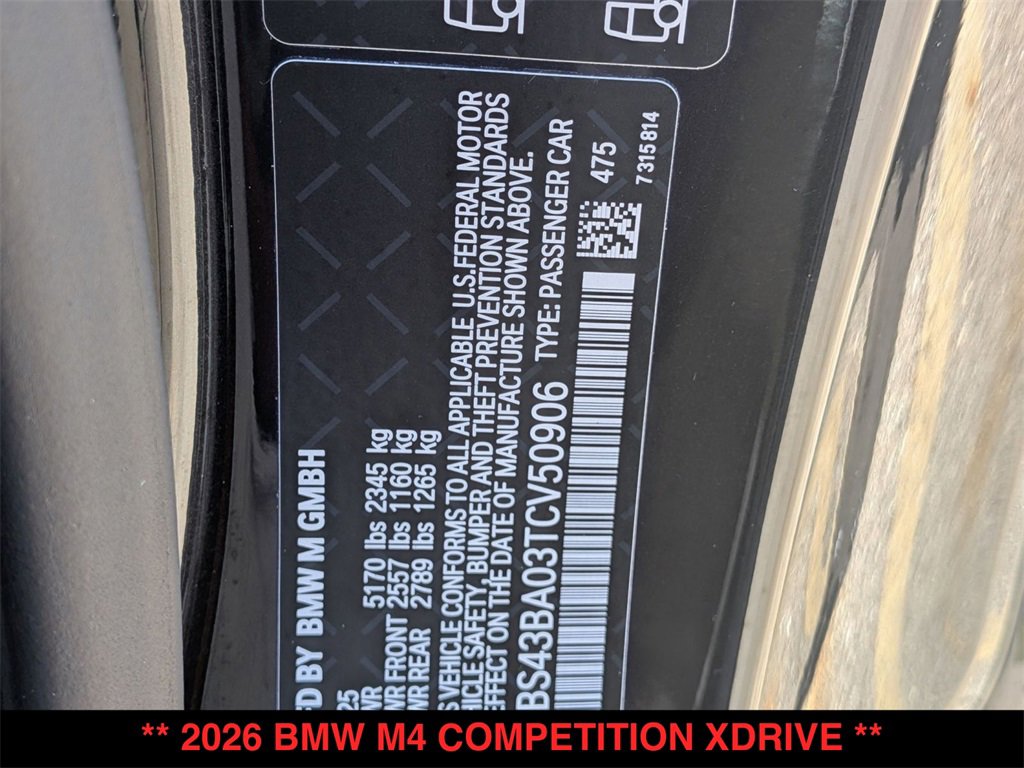 FD BY BMW M GMBH
25
WR 5170 lbs 2345 kg
WR FRONT 2557 lbs 1160 kg
WR REAR 2789 lbs 1265 kg
S VEHICLE CONFORMS TO ALL APPLICABLE U.S. FEDERAL MOTOR
HICLE SAFETY, BUMPER AND THEFT PREVENTION STANDARDS
EFFECT ON THE DATE OF MANUFACTURE SHOWN ABOVE.
BS43BA03TCV50906 TYPE: PASSENGER CAR
475
7315814
** 2026 BMW M4 COMPETITION XDRIVE **